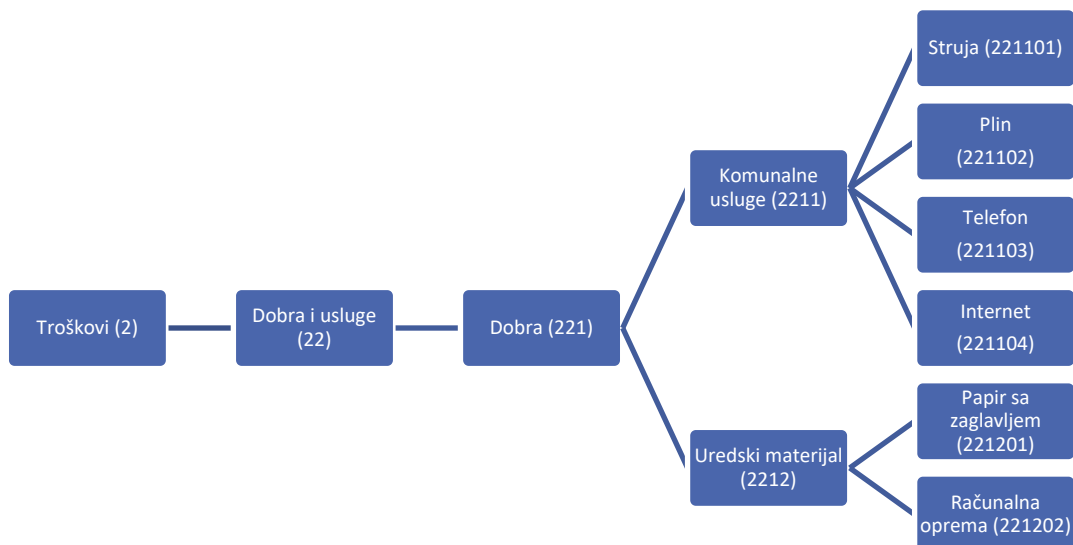 Struja (221101)
Plin
(221102)
Komunalne
usluge (2211)
Telefon
(221103)
Troškovi (2)
Dobra i usluge
(22)
Dobra (221)
Internet
(221104)
Papir sa
zaglavljem
(221201)
Uredski materijal
(2212)
Računalna
oprema (221202)